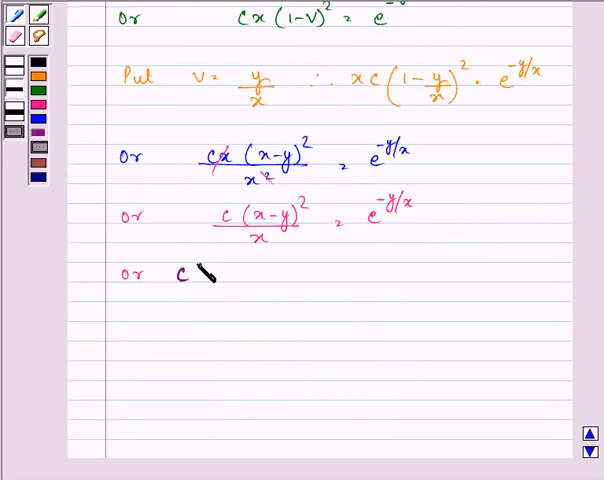 Or Cx(1-V)² = e^-v
Put V = y/x ∴ xc(1 - y/x)² = e^-y/x
Or cx(x-y)²/x² = e^-y/x
or c(x-y)²/x = e^-y/x
or C